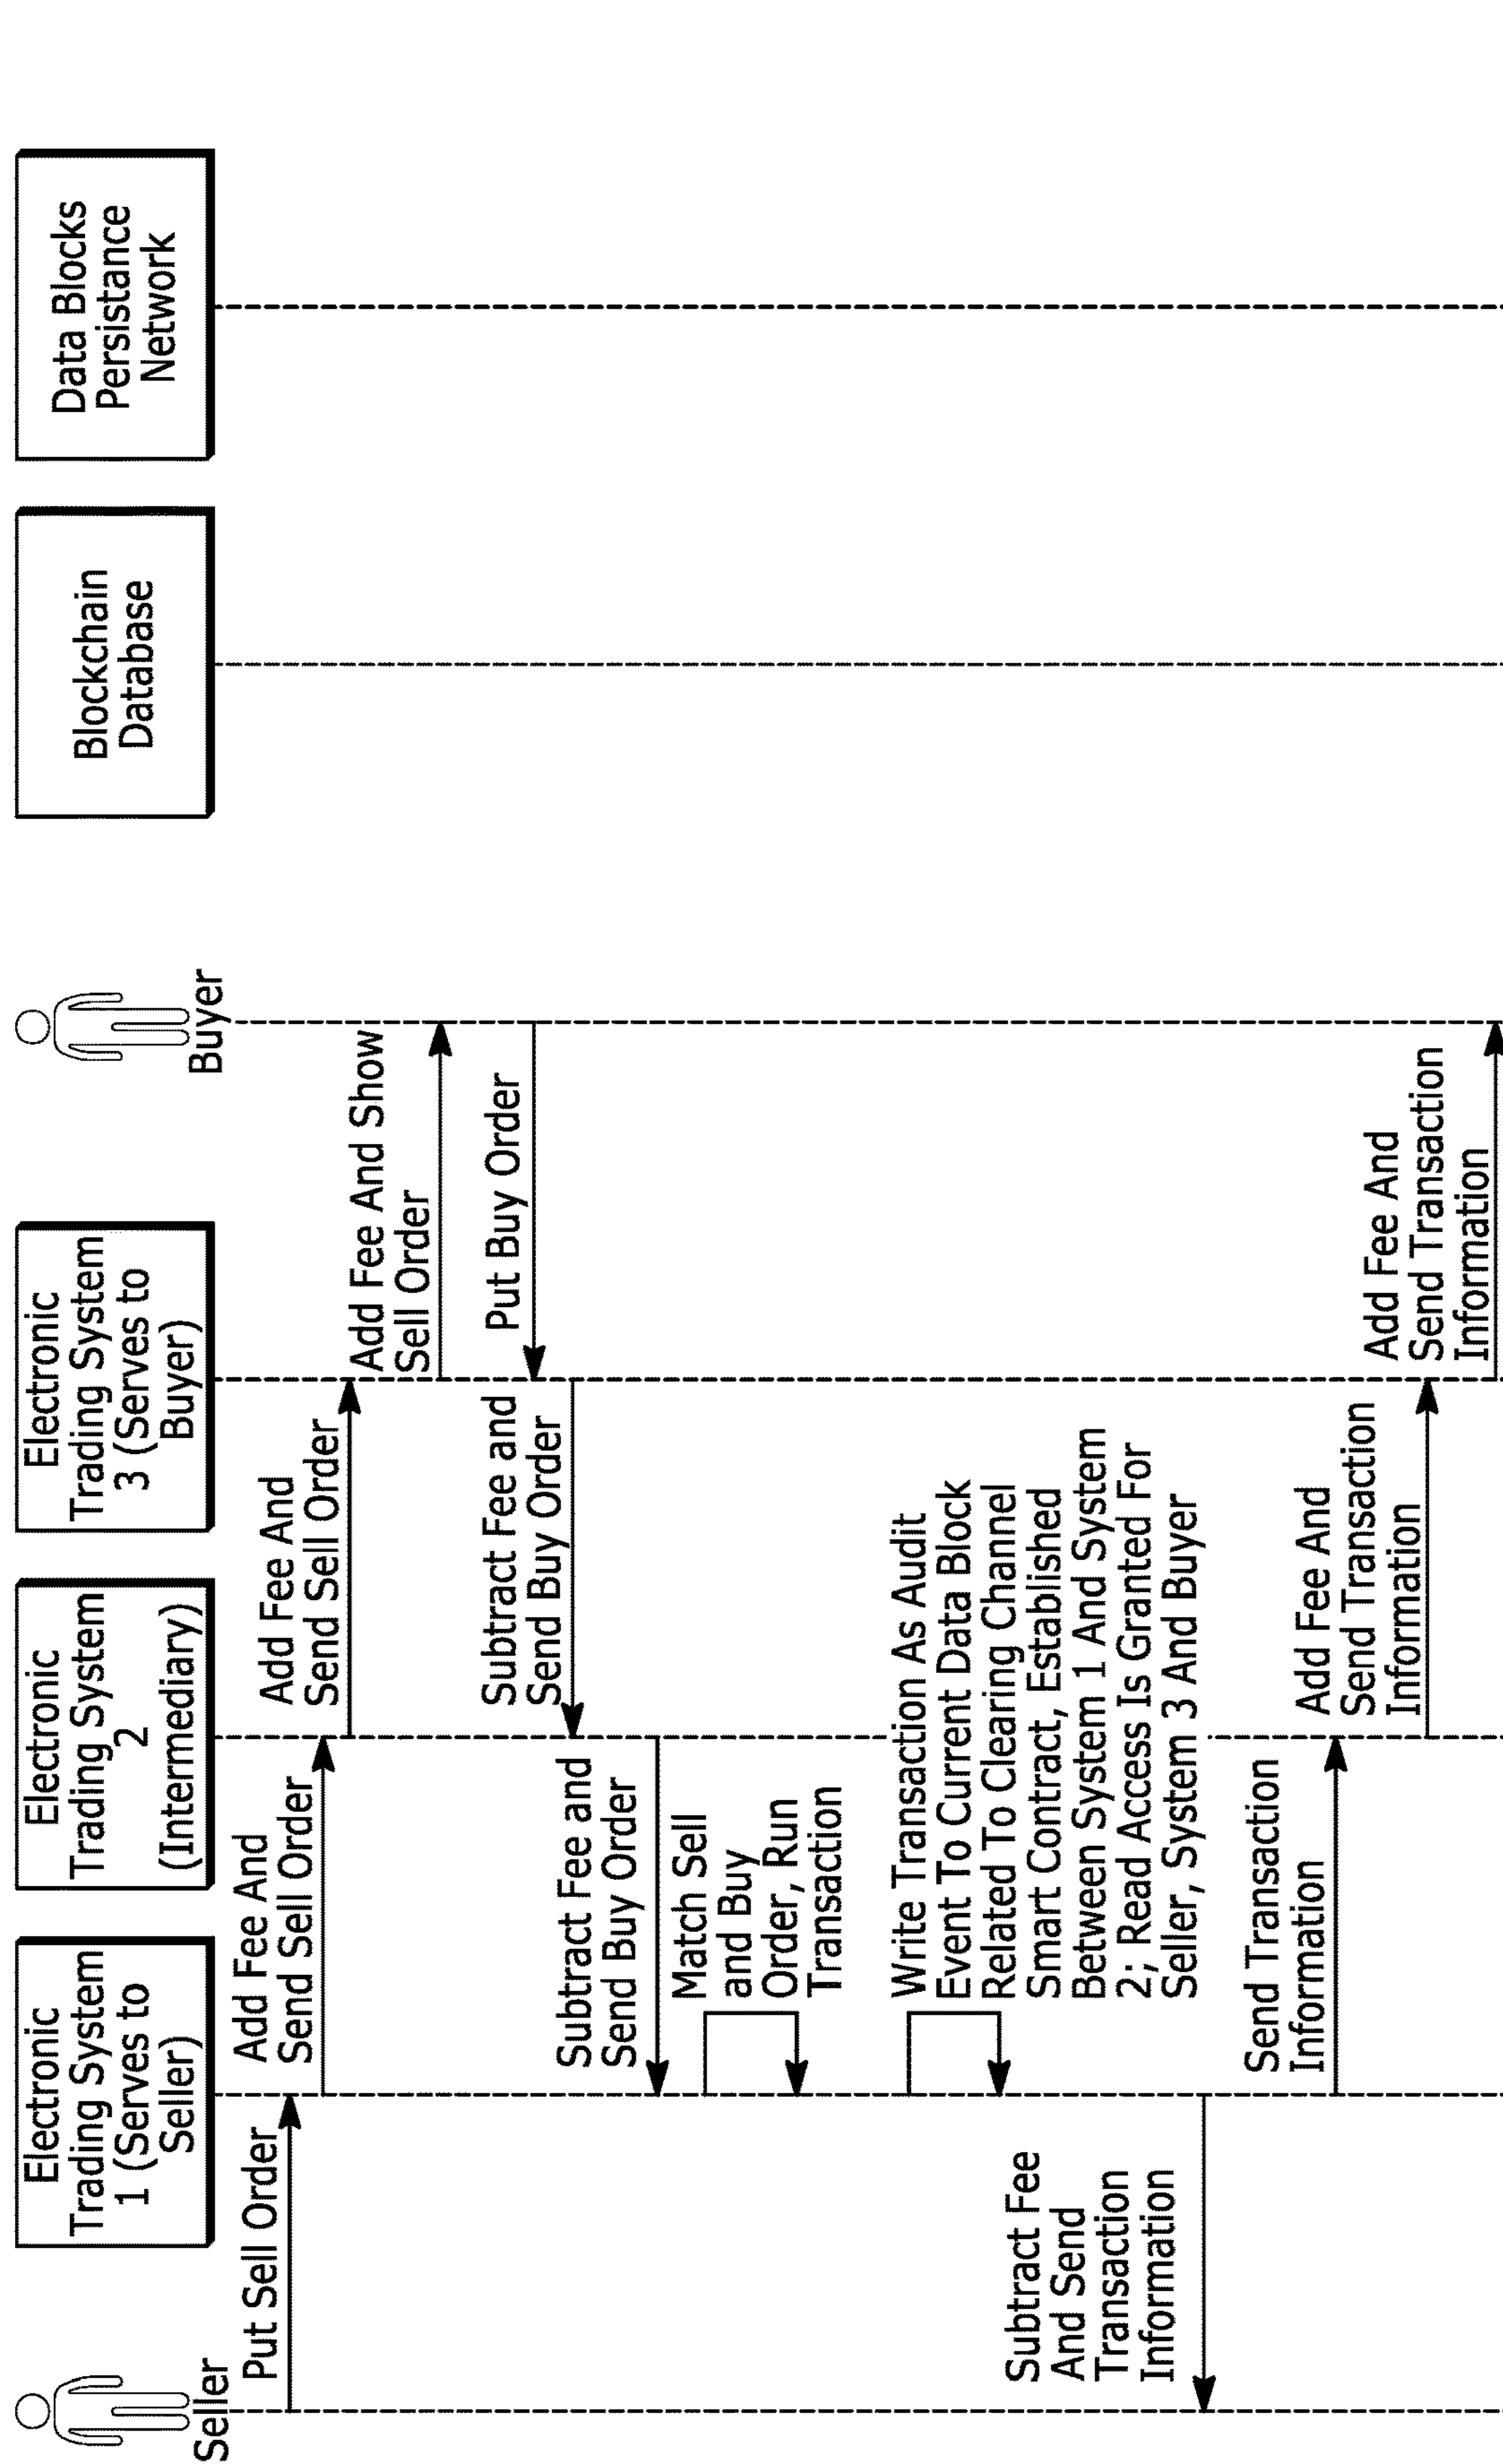 Seller
Electronic
Trading System
1 (Serves to
Seller)
Electronic
Trading System
2
(Intermediary)
Electronic
Trading System
3 (Serves to
Buyer)
Buyer
Blockchain
Database
Data Blocks
Persistance
Network
Put Sell Order
Add Fee And
Send Sell Order
Add Fee And
Send Sell Order
Add Fee And Show
Sell Order
Put Buy Order
Subtract Fee and
Send Buy Order
Subtract Fee and
Send Buy Order
Match Sell
and Buy
Order, Run
Transaction
Write Transaction As Audit
Event To Current Data Block
Related To Clearing Channel
Smart Contract, Established
Between System 1 And System
2; Read Access Is Granted For
Seller, System 3 And Buyer
Subtract Fee
And Send
Transaction
Information
Send Transaction
Information
Add Fee And
Send Transaction
Information
Add Fee And
Send Transaction
Information